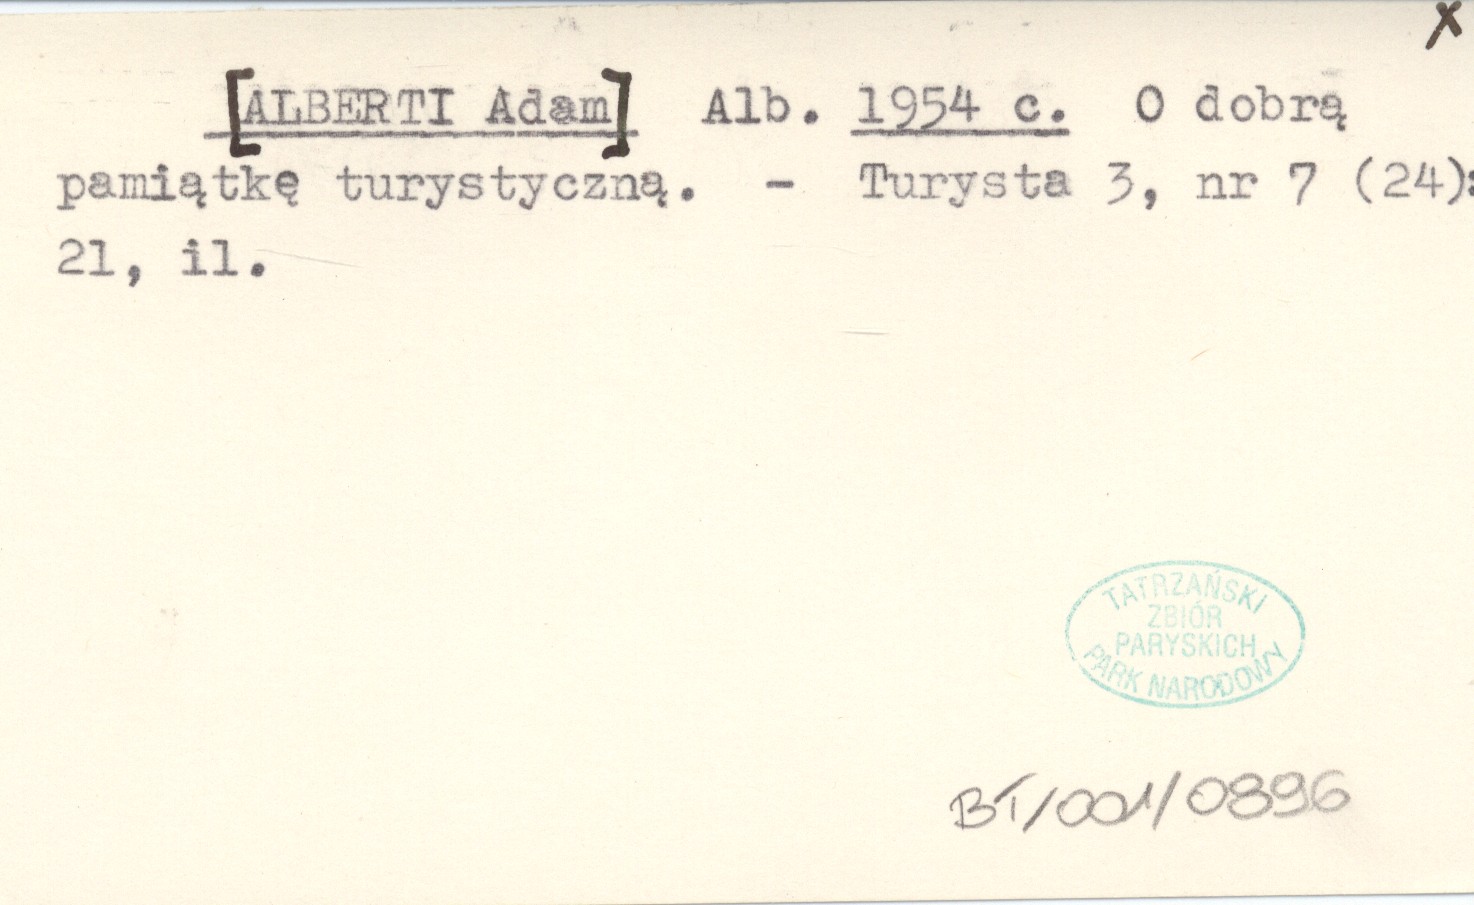 x
[ALBERTI Adam] Alb. 1954 c. O dobrą
pamiątkę turystyczną. - Turysta 3, nr 7 (24):
21, il.
TATRZAŃSKI
ZBIÓR
PARYSKICH
PARK NARODOWY
BT/001/0896